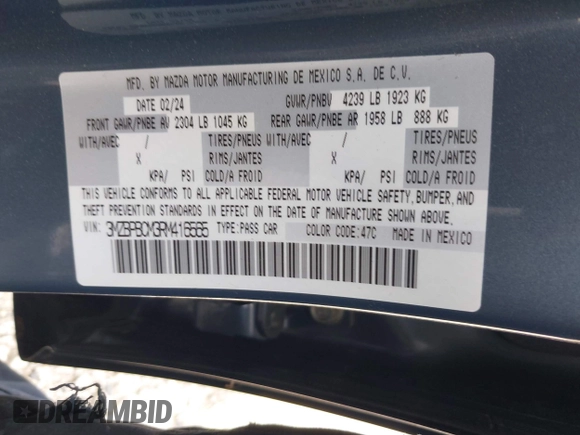 MFD. BY MAZDA MOTOR MANUFACTURING DE MEXICO S.A. DE C.V.
DATE 02/24 GVWR/PNBV 4239 LB 1923 KG
FRONT GAWR/PNBE AV 2304 LB 1045 KG REAR GAWR/PNBE AR 1958 LB 888 KG
WITH/AVEC / TIRES/PNEUS WITH/AVEC / TIRES/PNEUS
X RIMS/JANTES X RIMS/JANTES
KPA/ PSI COLD/A FROID KPA/ PSI COLD/A FROID
THIS VEHICLE CONFORMS TO ALL APPLICABLE FEDERAL MOTOR VEHICLE SAFETY, BUMPER, AND
THEFT PREVENTION STANDARDS IN EFFECT ON THE DATE OF MANUFACTURE SHOWN ABOVE.
VIN: 3MZBPBCM3RM416565 TYPE:PASS CAR COLOR CODE:47C MADE IN MEXICO
DREAMBID